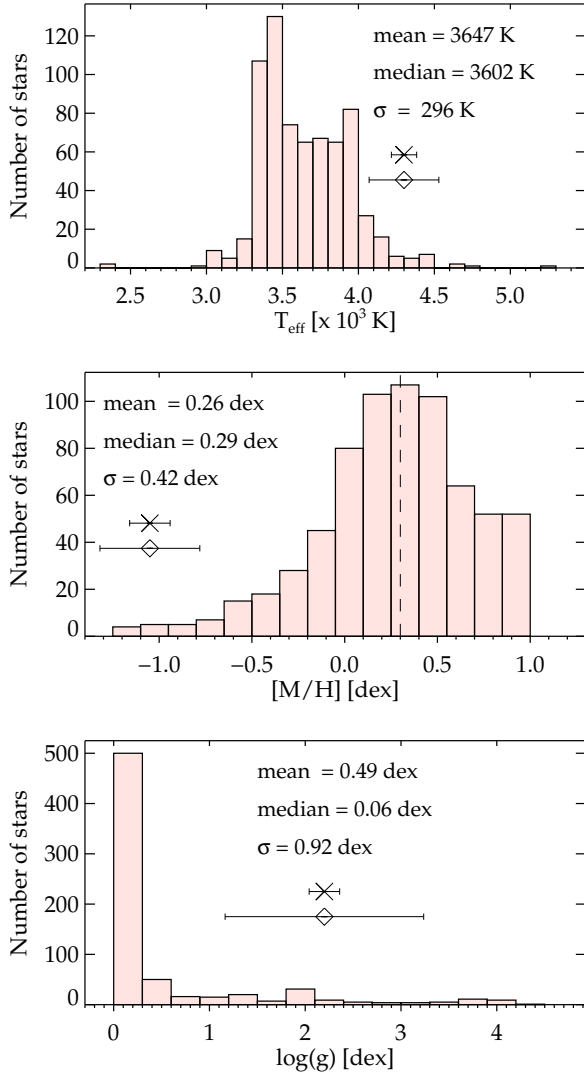 120
100
80
60
40
20
0
Number of stars
mean = 3647 K
median = 3602 K
σ = 296 K
2.5 3.0 3.5 4.0 4.5 5.0
T_eff [x 10³ K]
100
80
60
40
20
0
Number of stars
mean = 0.26 dex
median = 0.29 dex
σ = 0.42 dex
−1.0 −0.5 0.0 0.5 1.0
[M/H] [dex]
500
400
300
200
100
0
Number of stars
mean = 0.49 dex
median = 0.06 dex
σ = 0.92 dex
0 1 2 3 4
log(g) [dex]